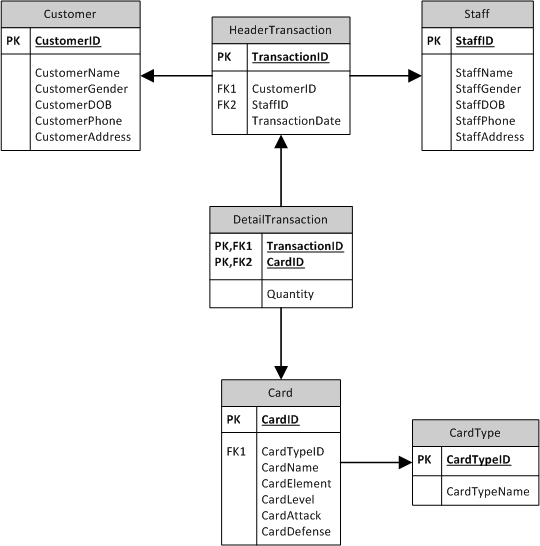 Customer
PK CustomerID
CustomerName
CustomerGender
CustomerDOB
CustomerPhone
CustomerAddress
HeaderTransaction
PK TransactionID
FK1 CustomerID
FK2 StaffID
TransactionDate
Staff
PK StaffID
StaffName
StaffGender
StaffDOB
StaffPhone
StaffAddress
DetailTransaction
PK,FK1 TransactionID
PK,FK2 CardID
Quantity
Card
PK CardID
FK1 CardTypeID
CardName
CardElement
CardLevel
CardAttack
CardDefense
CardType
PK CardTypeID
CardTypeName